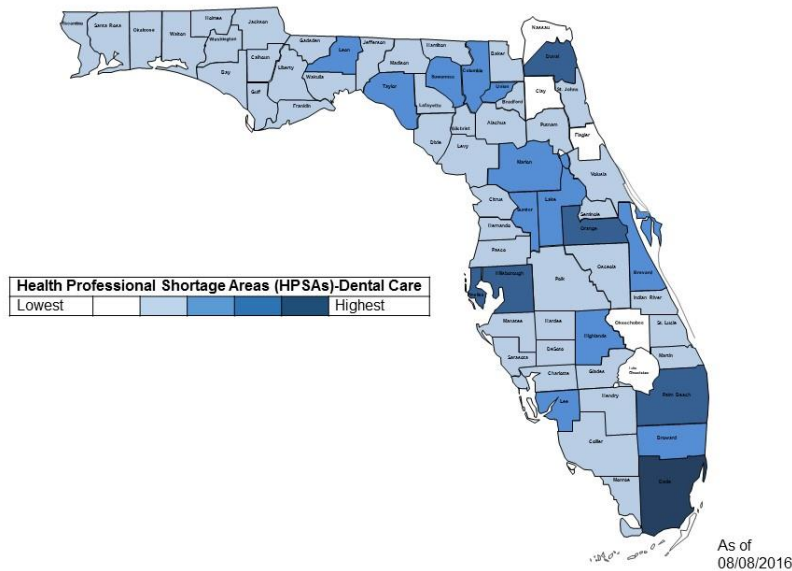 Nassau
Holmes
Jackson
Santa Rosa
Okaloosa
Walton
Washington
Gadsden
Leon
Jefferson
Hamilton
Madison
Baker
Duval
Calhoun
Liberty
Wakulla
Bay
Gulf
Franklin
Taylor
Suwannee
Columbia
Union
Bradford
Clay
St. Johns
Lafayette
Gilchrist
Alachua
Putnam
Flagler
Dixie
Levy
Marion
Volusia
Citrus
Sumter
Lake
Seminole
Hernando
Orange
Pasco
Brevard
Osceola
Hillsborough
Polk
Indian River
Health Professional Shortage Areas (HPSAs)-Dental Care
Lowest
Highest
Manatee
Hardee
Okeechobee
St. Lucie
Highlands
Sarasota
DeSoto
Martin
Charlotte
Glades
Lake
Okeechobee
Lee
Hendry
Palm Beach
Collier
Broward
Monroe
Dade
As of
08/08/2016